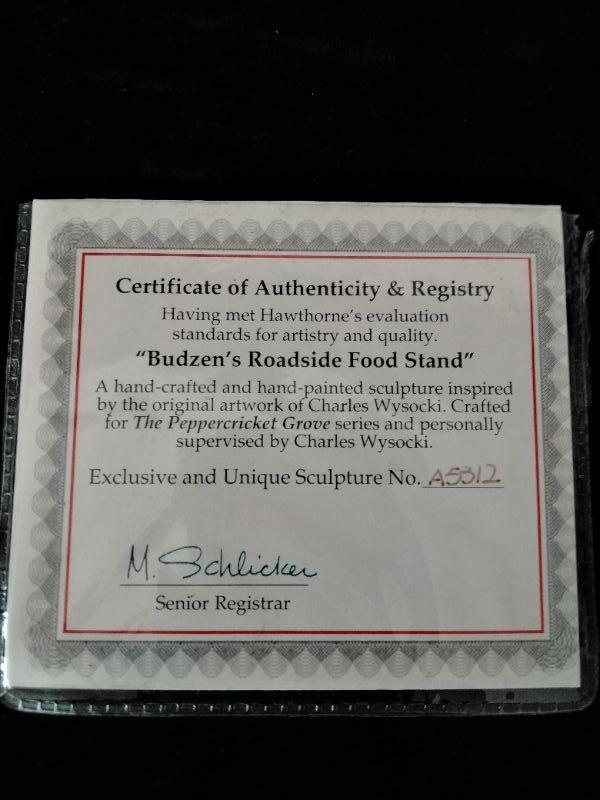 Certificate of Authenticity & Registry
Having met Hawthorne's evaluation
standards for artistry and quality.
"Budzen's Roadside Food Stand"
A hand-crafted and hand-painted sculpture inspired
by the original artwork of Charles Wysocki. Crafted
for The Peppercricket Grove series and personally
supervised by Charles Wysocki.
Exclusive and Unique Sculpture No. A5312
M. Schlicker
Senior Registrar